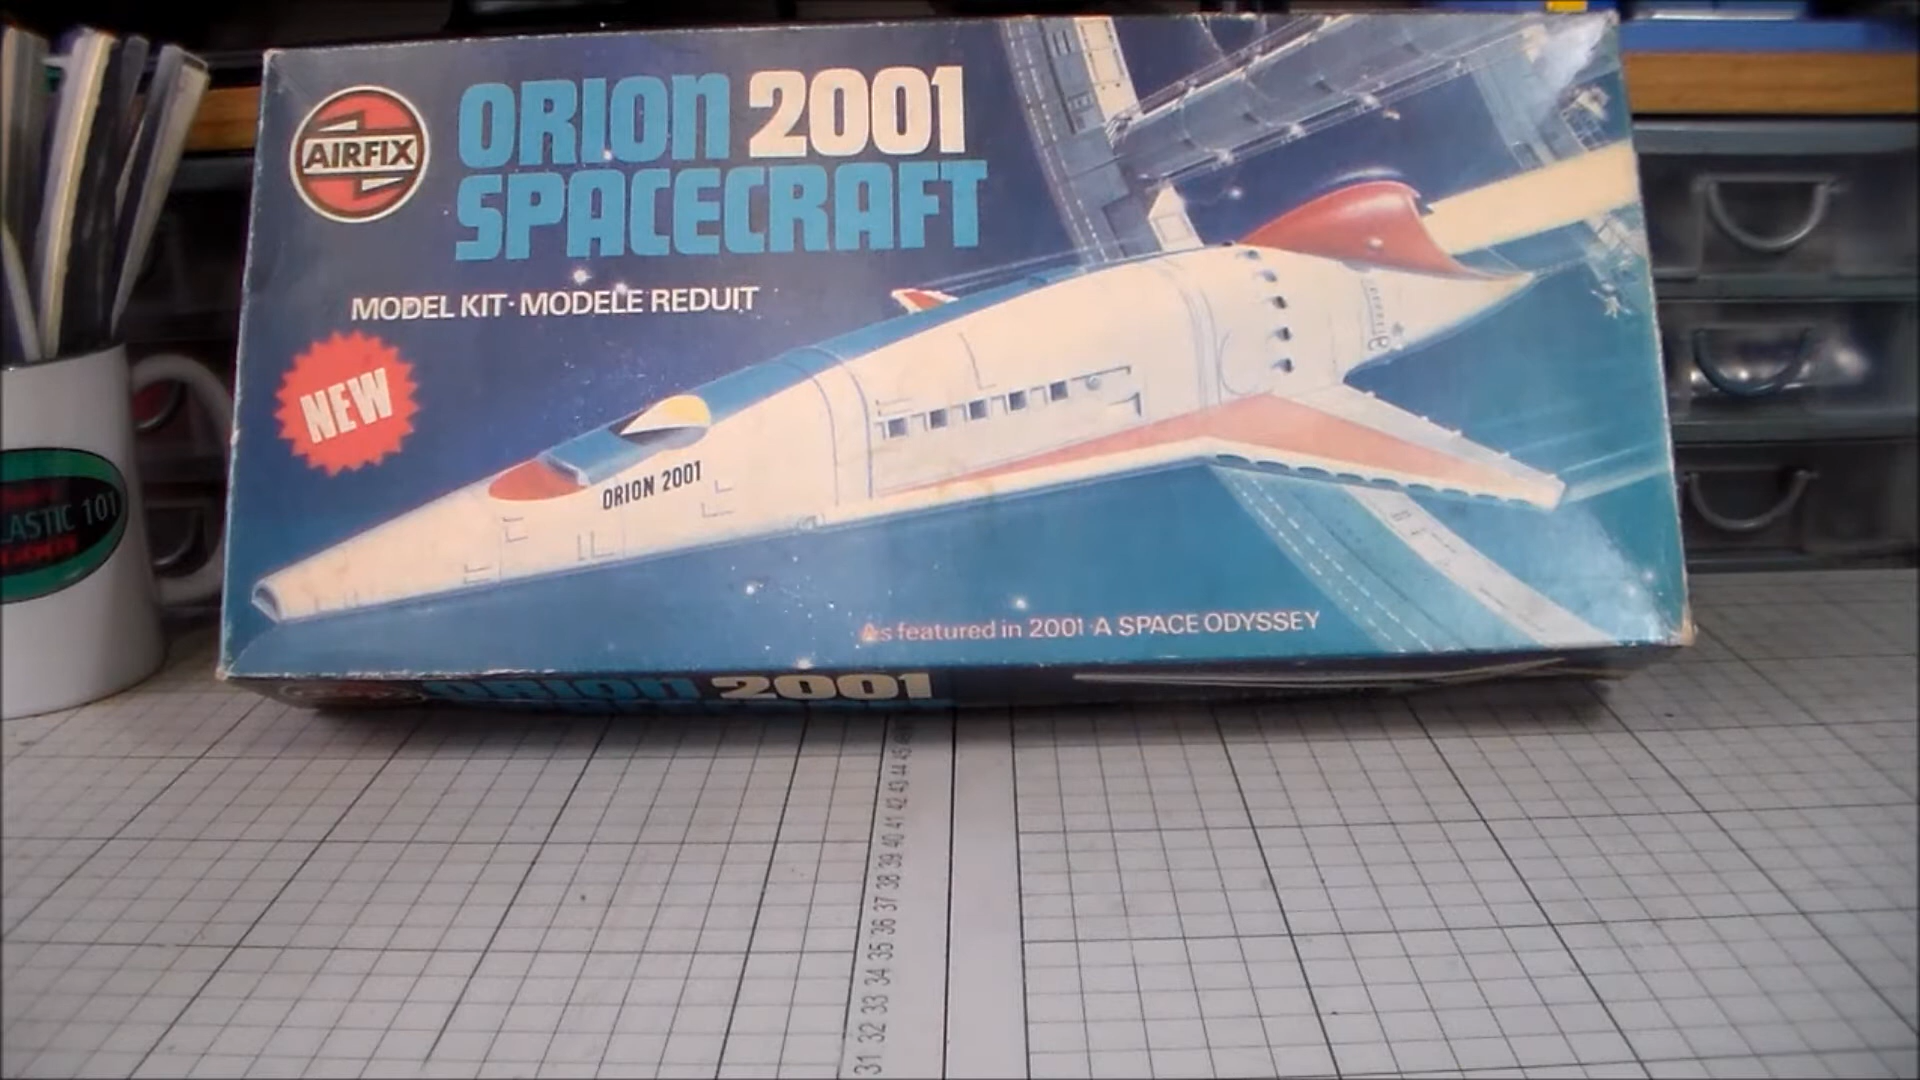 AIRFIX
ORION 2001
SPACECRAFT
MODEL KIT · MODELE REDUIT
NEW
ORION 2001
As featured in 2001 · A SPACE ODYSSEY
ORION 2001
101
45
44
43
42
41
40
39
38
37
36
35
34
33
32
31